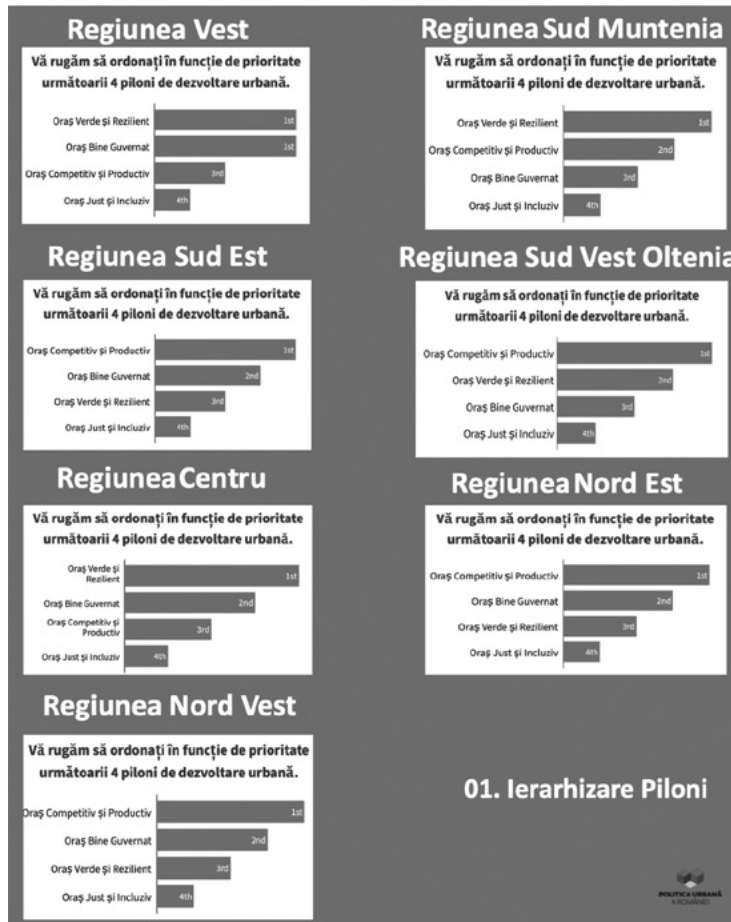 Regiunea Vest
Vă rugăm să ordonați în funcție de prioritate
următoarii 4 piloni de dezvoltare urbană.
Oraș Verde și Rezilient 1st
Oraș Bine Guvernat 1st
Oraș Competitiv și Productiv 3rd
Oraș Just și Incluziv 4th
Regiunea Sud Muntenia
Vă rugăm să ordonați în funcție de prioritate
următoarii 4 piloni de dezvoltare urbană.
Oraș Verde și Rezilient 1st
Oraș Competitiv și Productiv 2nd
Oraș Bine Guvernat 3rd
Oraș Just și Incluziv 4th
Regiunea Sud Est
Vă rugăm să ordonați în funcție de prioritate
următoarii 4 piloni de dezvoltare urbană.
Oraș Competitiv și Productiv 1st
Oraș Bine Guvernat 2nd
Oraș Verde și Rezilient 3rd
Oraș Just și Incluziv 4th
Regiunea Sud Vest Oltenia
Vă rugăm să ordonați în funcție de prioritate
următoarii 4 piloni de dezvoltare urbană.
Oraș Competitiv și Productiv 1st
Oraș Verde și Rezilient 2nd
Oraș Bine Guvernat 3rd
Oraș Just și Incluziv 4th
Regiunea Centru
Vă rugăm să ordonați în funcție de prioritate
următoarii 4 piloni de dezvoltare urbană.
Oraș Verde și
Rezilient 1st
Oraș Bine Guvernat 2nd
Oraș Competitiv și
Productiv 3rd
Oraș Just și Incluziv 4th
Regiunea Nord Est
Vă rugăm să ordonați în funcție de prioritate
următoarii 4 piloni de dezvoltare urbană.
Oraș Competitiv și Productiv 1st
Oraș Bine Guvernat 2nd
Oraș Verde și Rezilient 3rd
Oraș Just și Incluziv 4th
Regiunea Nord Vest
Vă rugăm să ordonați în funcție de prioritate
următoarii 4 piloni de dezvoltare urbană.
Oraș Competitiv și Productiv 1st
Oraș Bine Guvernat 2nd
Oraș Verde și Rezilient 3rd
Oraș Just și Incluziv 4th
01. Ierarhizare Piloni
POLITICA URBANĂ
A ROMÂNIEI